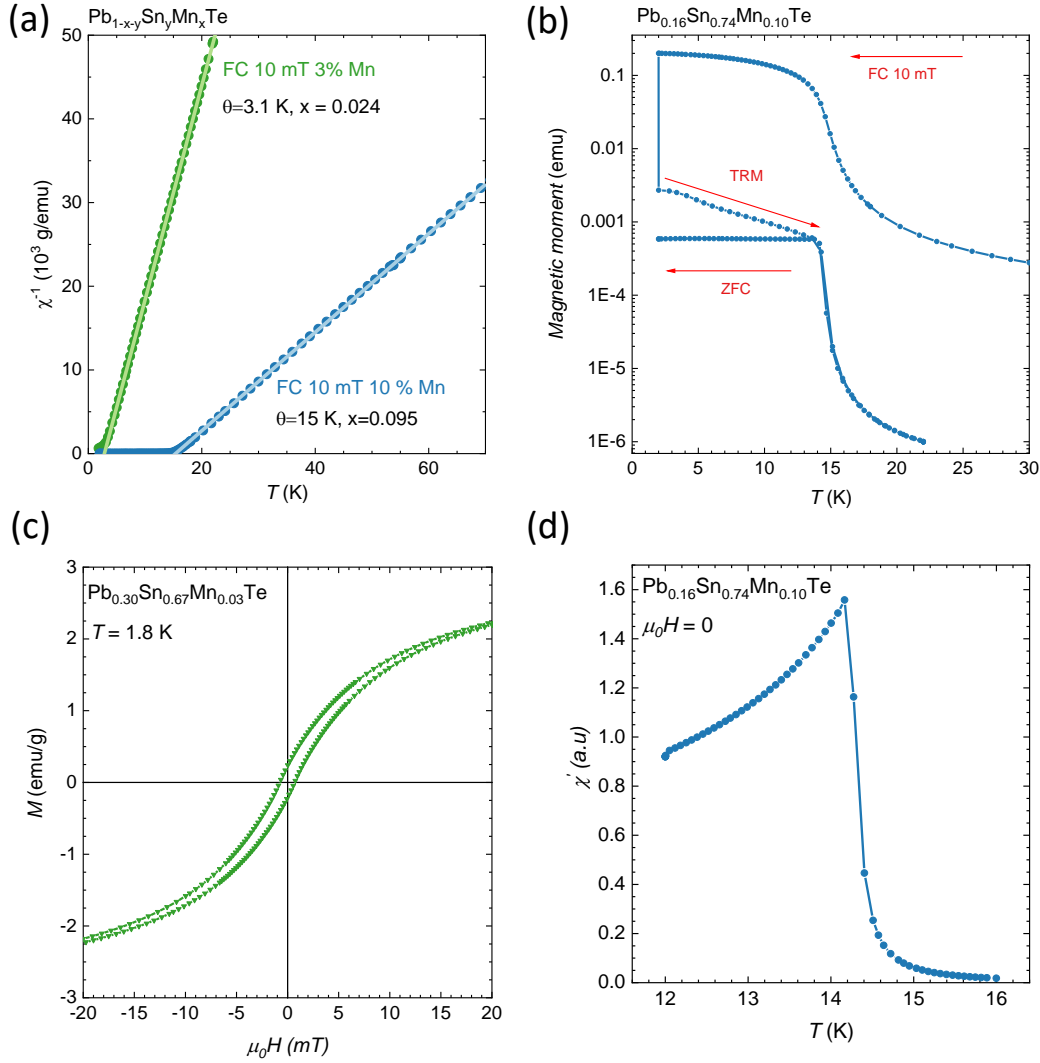 (a)
Pb1-x-ySnyMnxTe
50
40
30
20
10
0
χ-1 (103 g/emu)
FC 10 mT 3% Mn
θ=3.1 K, x = 0.024
FC 10 mT 10 % Mn
θ=15 K, x=0.095
0 20 40 60
T (K)
(b)
Pb0.16Sn0.74Mn0.10Te
0.1
0.01
0.001
1E-4
1E-5
1E-6
Magnetic moment (emu)
FC 10 mT
TRM
ZFC
0 5 10 15 20 25 30
T (K)
(c)
3
2
1
0
-1
-2
-3
M (emu/g)
Pb0.30Sn0.67Mn0.03Te
T = 1.8 K
-20 -15 -10 -5 0 5 10 15 20
μ0H (mT)
(d)
1.6
1.4
1.2
1.0
0.8
0.6
0.4
0.2
0.0
χ' (a.u)
Pb0.16Sn0.74Mn0.10Te
μ0H = 0
12 13 14 15 16
T (K)